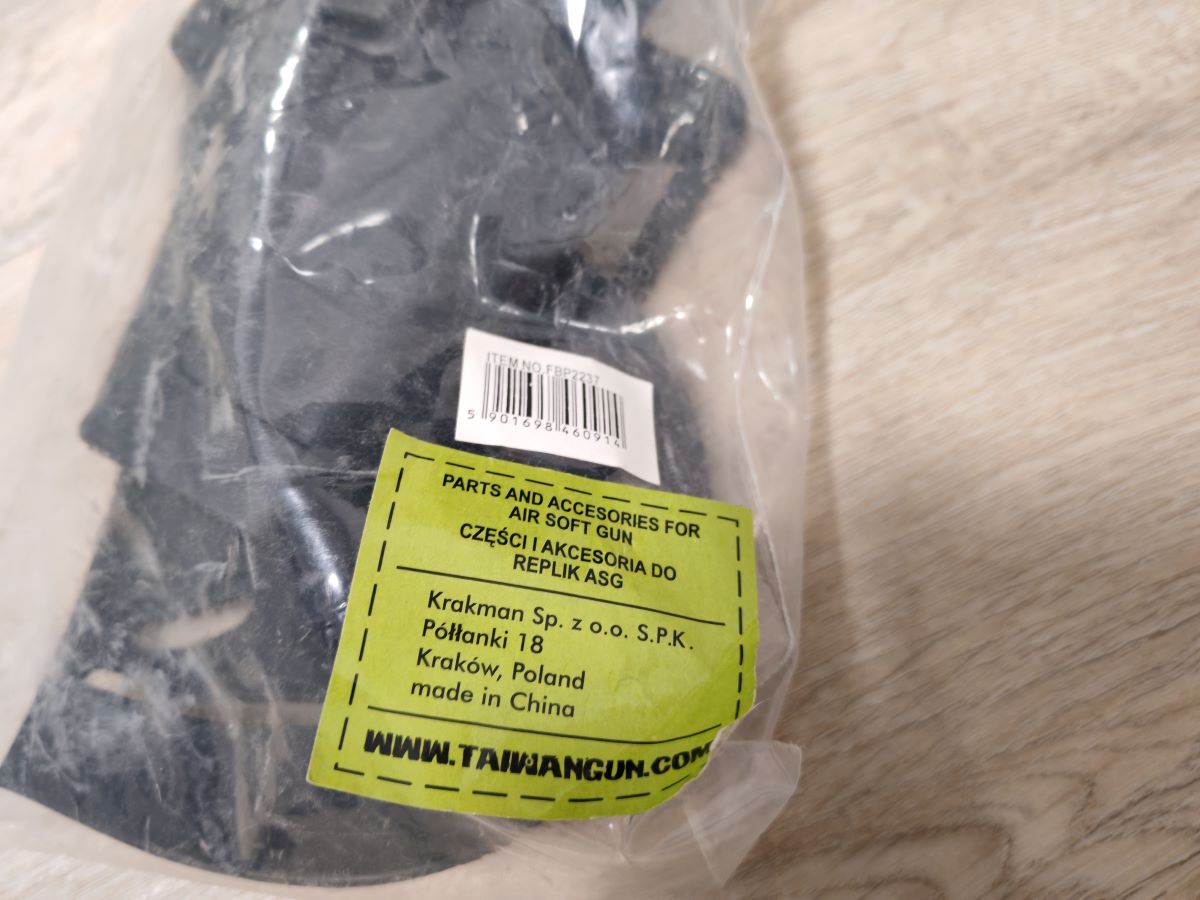 ITEM NO.FBP2237
5 901698 460914
PARTS AND ACCESORIES FOR
AIR SOFT GUN
CZĘŚCI I AKCESORIA DO
REPLIK ASG
Krakman Sp. z o.o. S.P.K.
Półłanki 18
Kraków, Poland
made in China
WWW.TAIWANGUN.COM